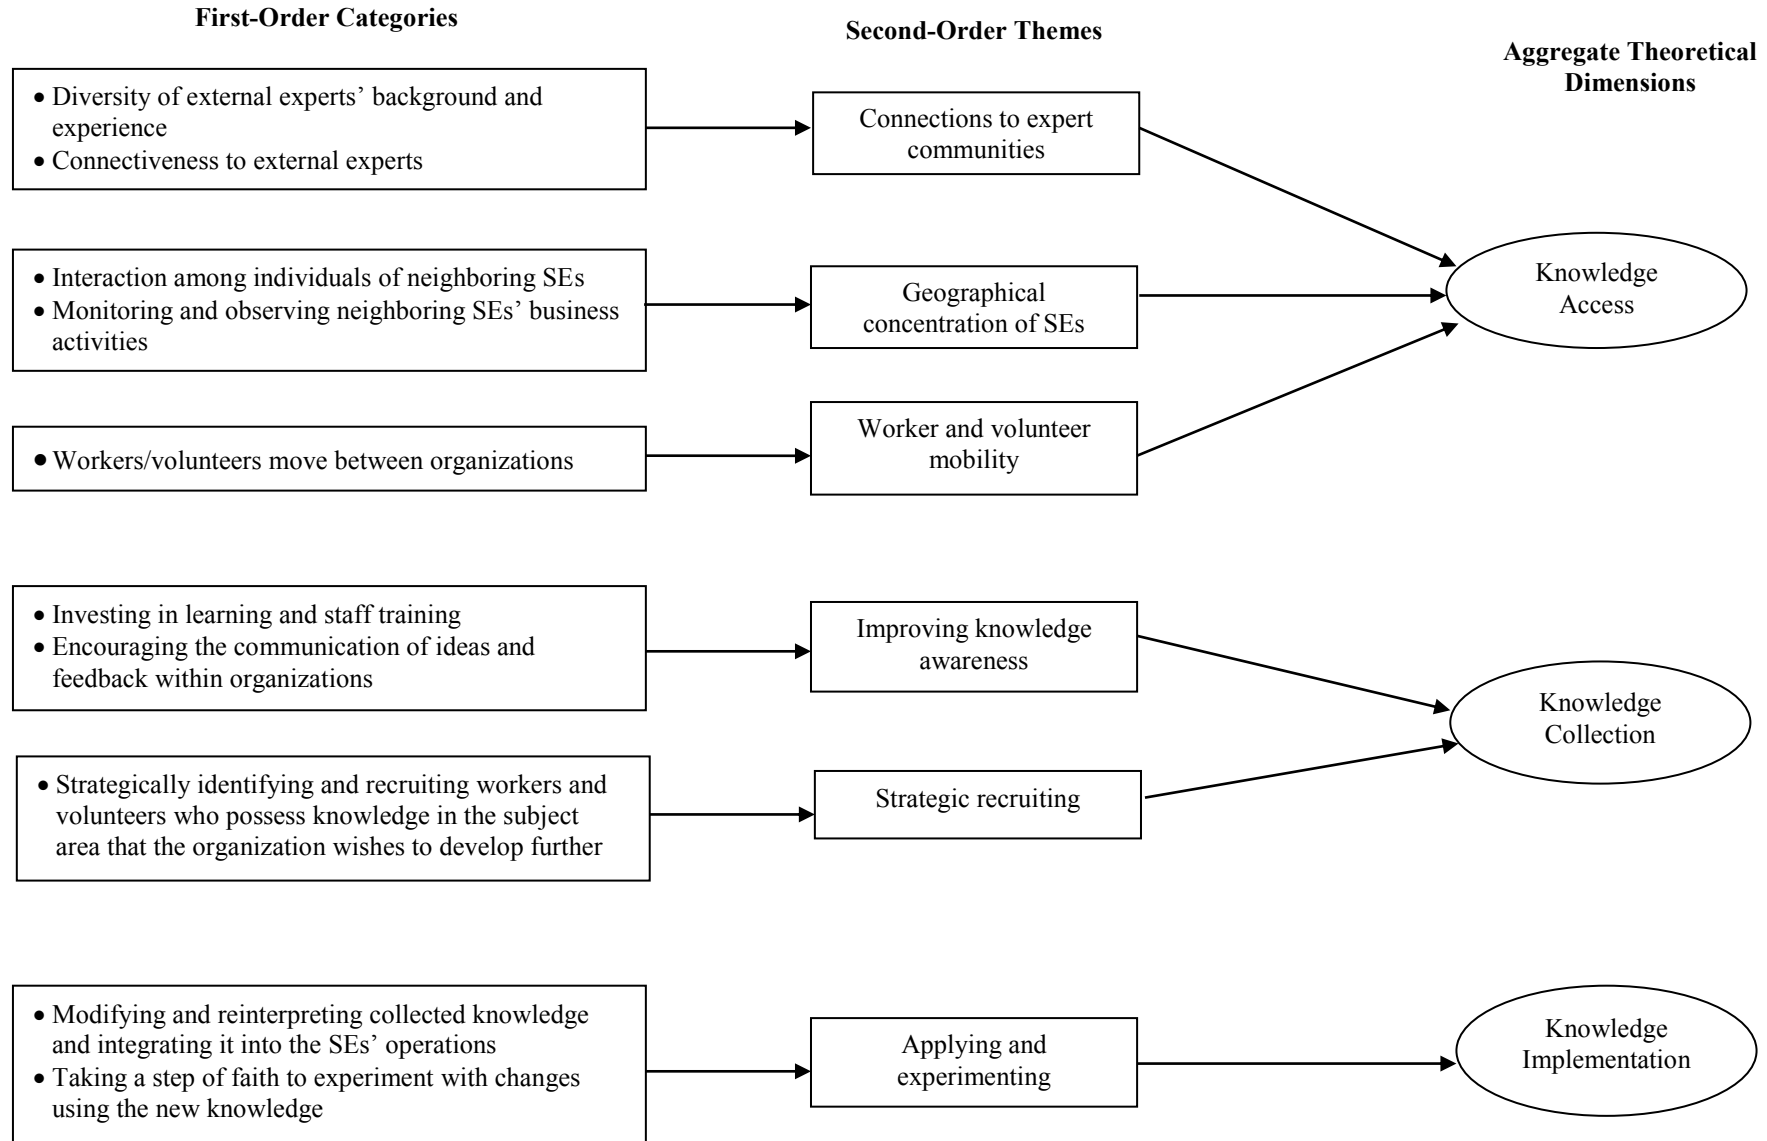 First-Order Categories
Second-Order Themes
Aggregate Theoretical
Dimensions
• Diversity of external experts’ background and
experience
• Connectiveness to external experts
Connections to expert
communities
• Interaction among individuals of neighboring SEs
• Monitoring and observing neighboring SEs’ business
activities
Geographical
concentration of SEs
Knowledge
Access
• Workers/volunteers move between organizations
Worker and volunteer
mobility
• Investing in learning and staff training
• Encouraging the communication of ideas and
feedback within organizations
Improving knowledge
awareness
Knowledge
Collection
• Strategically identifying and recruiting workers and
volunteers who possess knowledge in the subject
area that the organization wishes to develop further
Strategic recruiting
• Modifying and reinterpreting collected knowledge
and integrating it into the SEs’ operations
• Taking a step of faith to experiment with changes
using the new knowledge
Applying and
experimenting
Knowledge
Implementation